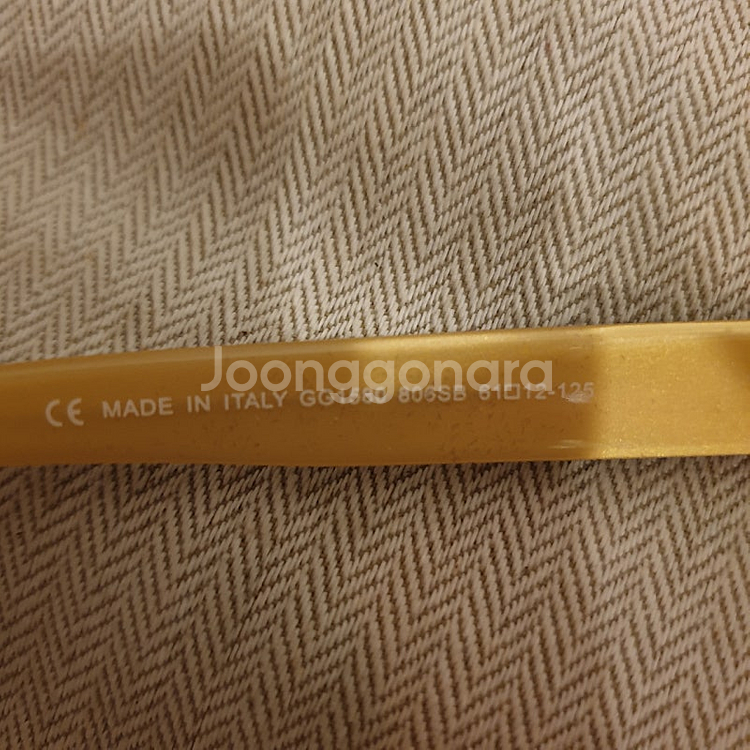 Joonggonara
CE MADE IN ITALY 806SB 61□12-125